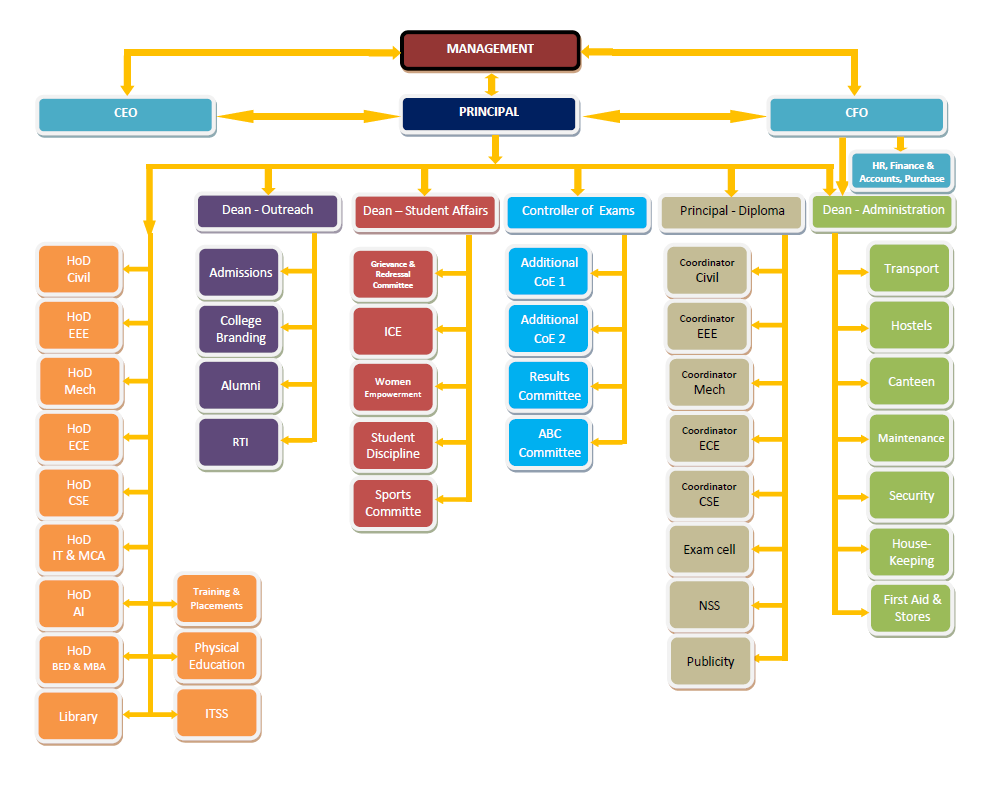 MANAGEMENT
CEO
PRINCIPAL
CFO
HR, Finance &
Accounts, Purchase
Dean - Outreach
Dean – Student Affairs
Controller of Exams
Principal - Diploma
Dean - Administration
HoD
Civil
HoD
EEE
HoD
Mech
HoD
ECE
HoD
CSE
HoD
IT & MCA
HoD
AI
HoD
BED & MBA
Library
Training &
Placements
Physical
Education
ITSS
Admissions
College
Branding
Alumni
RTI
Grievance &
Redressal
Committee
ICE
Women
Empowerment
Student
Discipline
Sports
Committe
Additional
CoE 1
Additional
CoE 2
Results
Committee
ABC
Committee
Coordinator
Civil
Coordinator
EEE
Coordinator
Mech
Coordinator
ECE
Coordinator
CSE
Exam cell
NSS
Publicity
Transport
Hostels
Canteen
Maintenance
Security
House-
Keeping
First Aid &
Stores